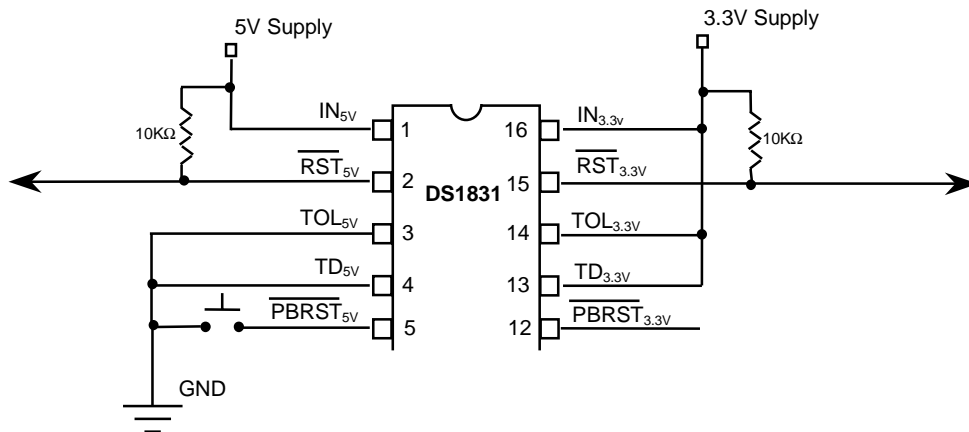 5V Supply
3.3V Supply
10KΩ
IN5V
1
16
IN3.3v
10KΩ
RST5V
2
DS1831
15
RST3.3V
TOL5V
3
14
TOL3.3V
TD5V
4
13
TD3.3V
PBRST5V
5
12
PBRST3.3V
GND